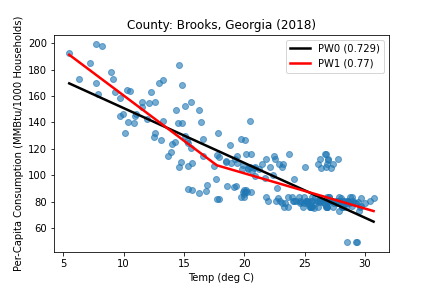 County: Brooks, Georgia (2018)
PW0 (0.729)
PW1 (0.77)
Per-Capita Consumption (MMBtu/1000 Households)
200
180
160
140
120
100
80
60
5
10
15
20
25
30
Temp (deg C)